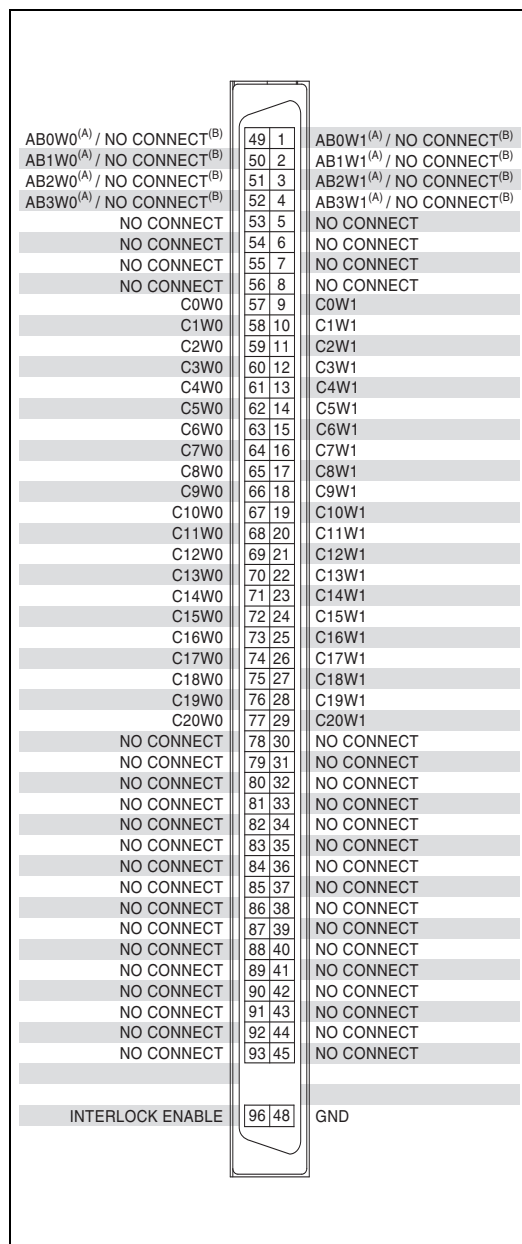 AB0W0(A) / NO CONNECT(B) 49 1 AB0W1(A) / NO CONNECT(B)
AB1W0(A) / NO CONNECT(B) 50 2 AB1W1(A) / NO CONNECT(B)
AB2W0(A) / NO CONNECT(B) 51 3 AB2W1(A) / NO CONNECT(B)
AB3W0(A) / NO CONNECT(B) 52 4 AB3W1(A) / NO CONNECT(B)
NO CONNECT 53 5 NO CONNECT
NO CONNECT 54 6 NO CONNECT
NO CONNECT 55 7 NO CONNECT
NO CONNECT 56 8 NO CONNECT
C0W0 57 9 C0W1
C1W0 58 10 C1W1
C2W0 59 11 C2W1
C3W0 60 12 C3W1
C4W0 61 13 C4W1
C5W0 62 14 C5W1
C6W0 63 15 C6W1
C7W0 64 16 C7W1
C8W0 65 17 C8W1
C9W0 66 18 C9W1
C10W0 67 19 C10W1
C11W0 68 20 C11W1
C12W0 69 21 C12W1
C13W0 70 22 C13W1
C14W0 71 23 C14W1
C15W0 72 24 C15W1
C16W0 73 25 C16W1
C17W0 74 26 C17W1
C18W0 75 27 C18W1
C19W0 76 28 C19W1
C20W0 77 29 C20W1
NO CONNECT 78 30 NO CONNECT
NO CONNECT 79 31 NO CONNECT
NO CONNECT 80 32 NO CONNECT
NO CONNECT 81 33 NO CONNECT
NO CONNECT 82 34 NO CONNECT
NO CONNECT 83 35 NO CONNECT
NO CONNECT 84 36 NO CONNECT
NO CONNECT 85 37 NO CONNECT
NO CONNECT 86 38 NO CONNECT
NO CONNECT 87 39 NO CONNECT
NO CONNECT 88 40 NO CONNECT
NO CONNECT 89 41 NO CONNECT
NO CONNECT 90 42 NO CONNECT
NO CONNECT 91 43 NO CONNECT
NO CONNECT 92 44 NO CONNECT
NO CONNECT 93 45 NO CONNECT
INTERLOCK ENABLE 96 48 GND